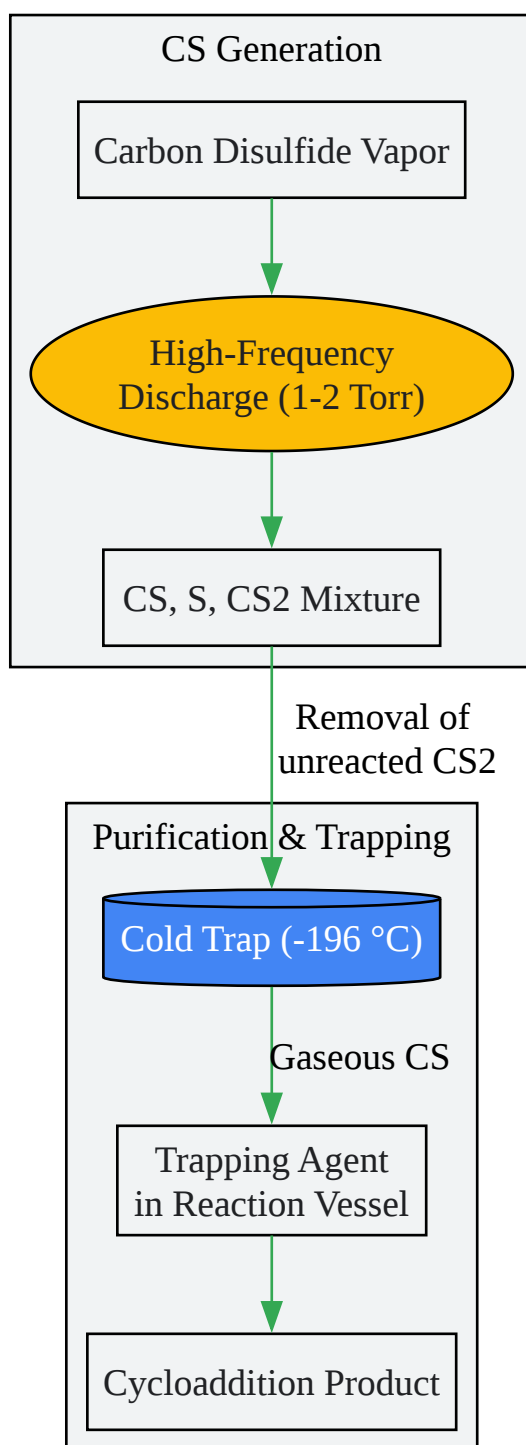 CS Generation
Carbon Disulfide Vapor
High-Frequency
Discharge (1-2 Torr)
CS, S, CS2 Mixture
Removal of
unreacted CS2
Purification & Trapping
Cold Trap (-196 °C)
Gaseous CS
Trapping Agent
in Reaction Vessel
Cycloaddition Product